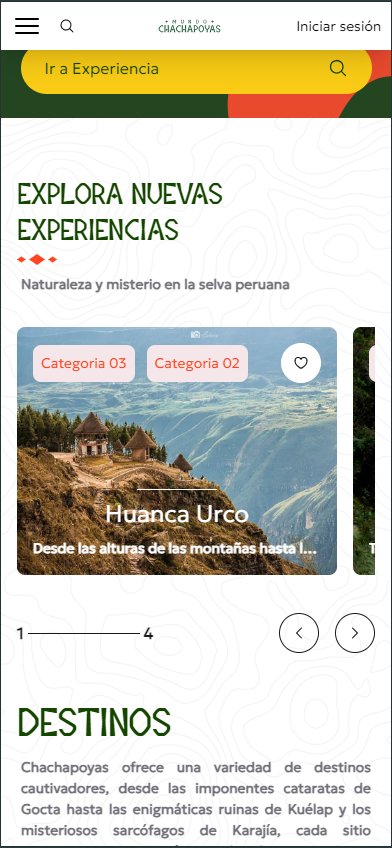 MUNDO
CHACHAPOYAS
Iniciar sesión
Ir a Experiencia
EXPLORA NUEVAS
EXPERIENCIAS
Naturaleza y misterio en la selva peruana
Categoria 03
Categoria 02
Huanca Urco
Desde las alturas de las montañas hasta l...
1
4
DESTINOS
Chachapoyas ofrece una variedad de destinos
cautivadores, desde las imponentes cataratas de
Gocta hasta las enigmáticas ruinas de Kuélap y los
misteriosos sarcófagos de Karajía, cada sitio